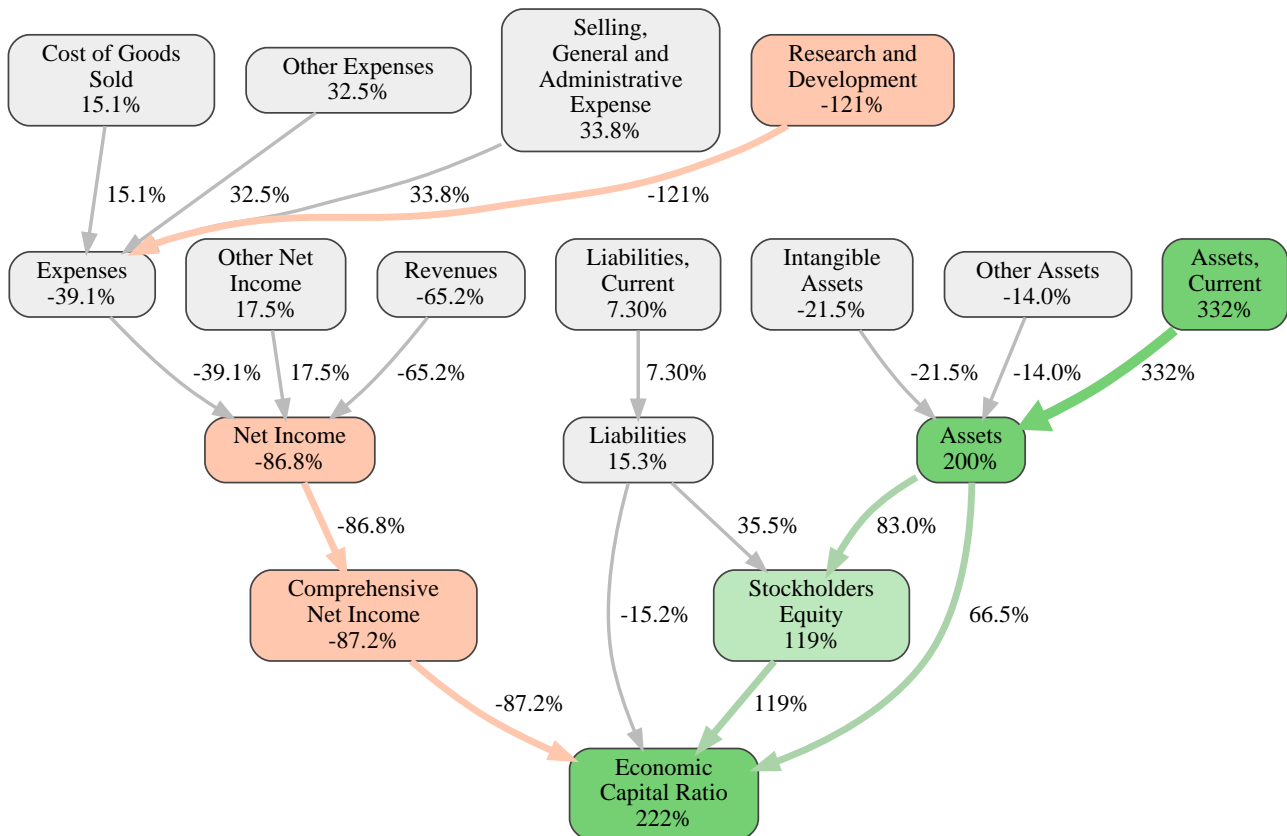 Cost of Goods
Sold
15.1%
Other Expenses
32.5%
Selling,
General and
Administrative
Expense
33.8%
Research and
Development
-121%
15.1%
32.5%
33.8%
-121%
Expenses
-39.1%
Other Net
Income
17.5%
Revenues
-65.2%
Liabilities,
Current
7.30%
Intangible
Assets
-21.5%
Other Assets
-14.0%
Assets,
Current
332%
-39.1%
17.5%
-65.2%
7.30%
-21.5%
-14.0%
332%
Net Income
-86.8%
Liabilities
15.3%
Assets
200%
-86.8%
35.5%
83.0%
Comprehensive
Net Income
-87.2%
-15.2%
Stockholders
Equity
119%
66.5%
-87.2%
119%
Economic
Capital Ratio
222%